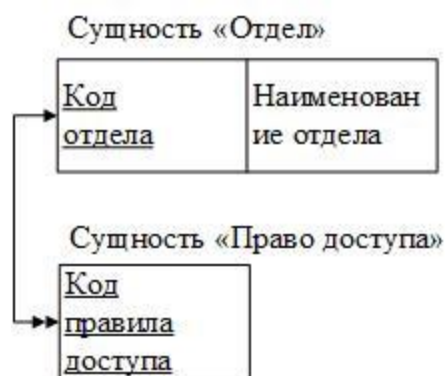 Сущность «Отдел»
Код
отдела
Наименован
ие отдела
Сущность «Право доступа»
Код
правила
доступа